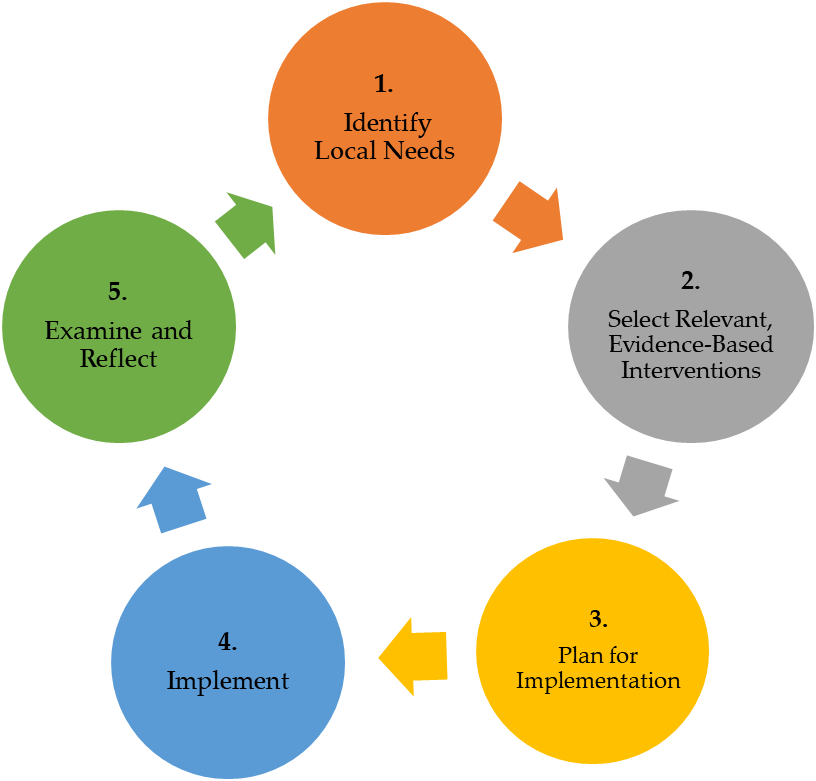 1.
Identify
Local Needs
2.
Select Relevant,
Evidence-Based
Interventions
3.
Plan for
Implementation
4.
Implement
5.
Examine and
Reflect